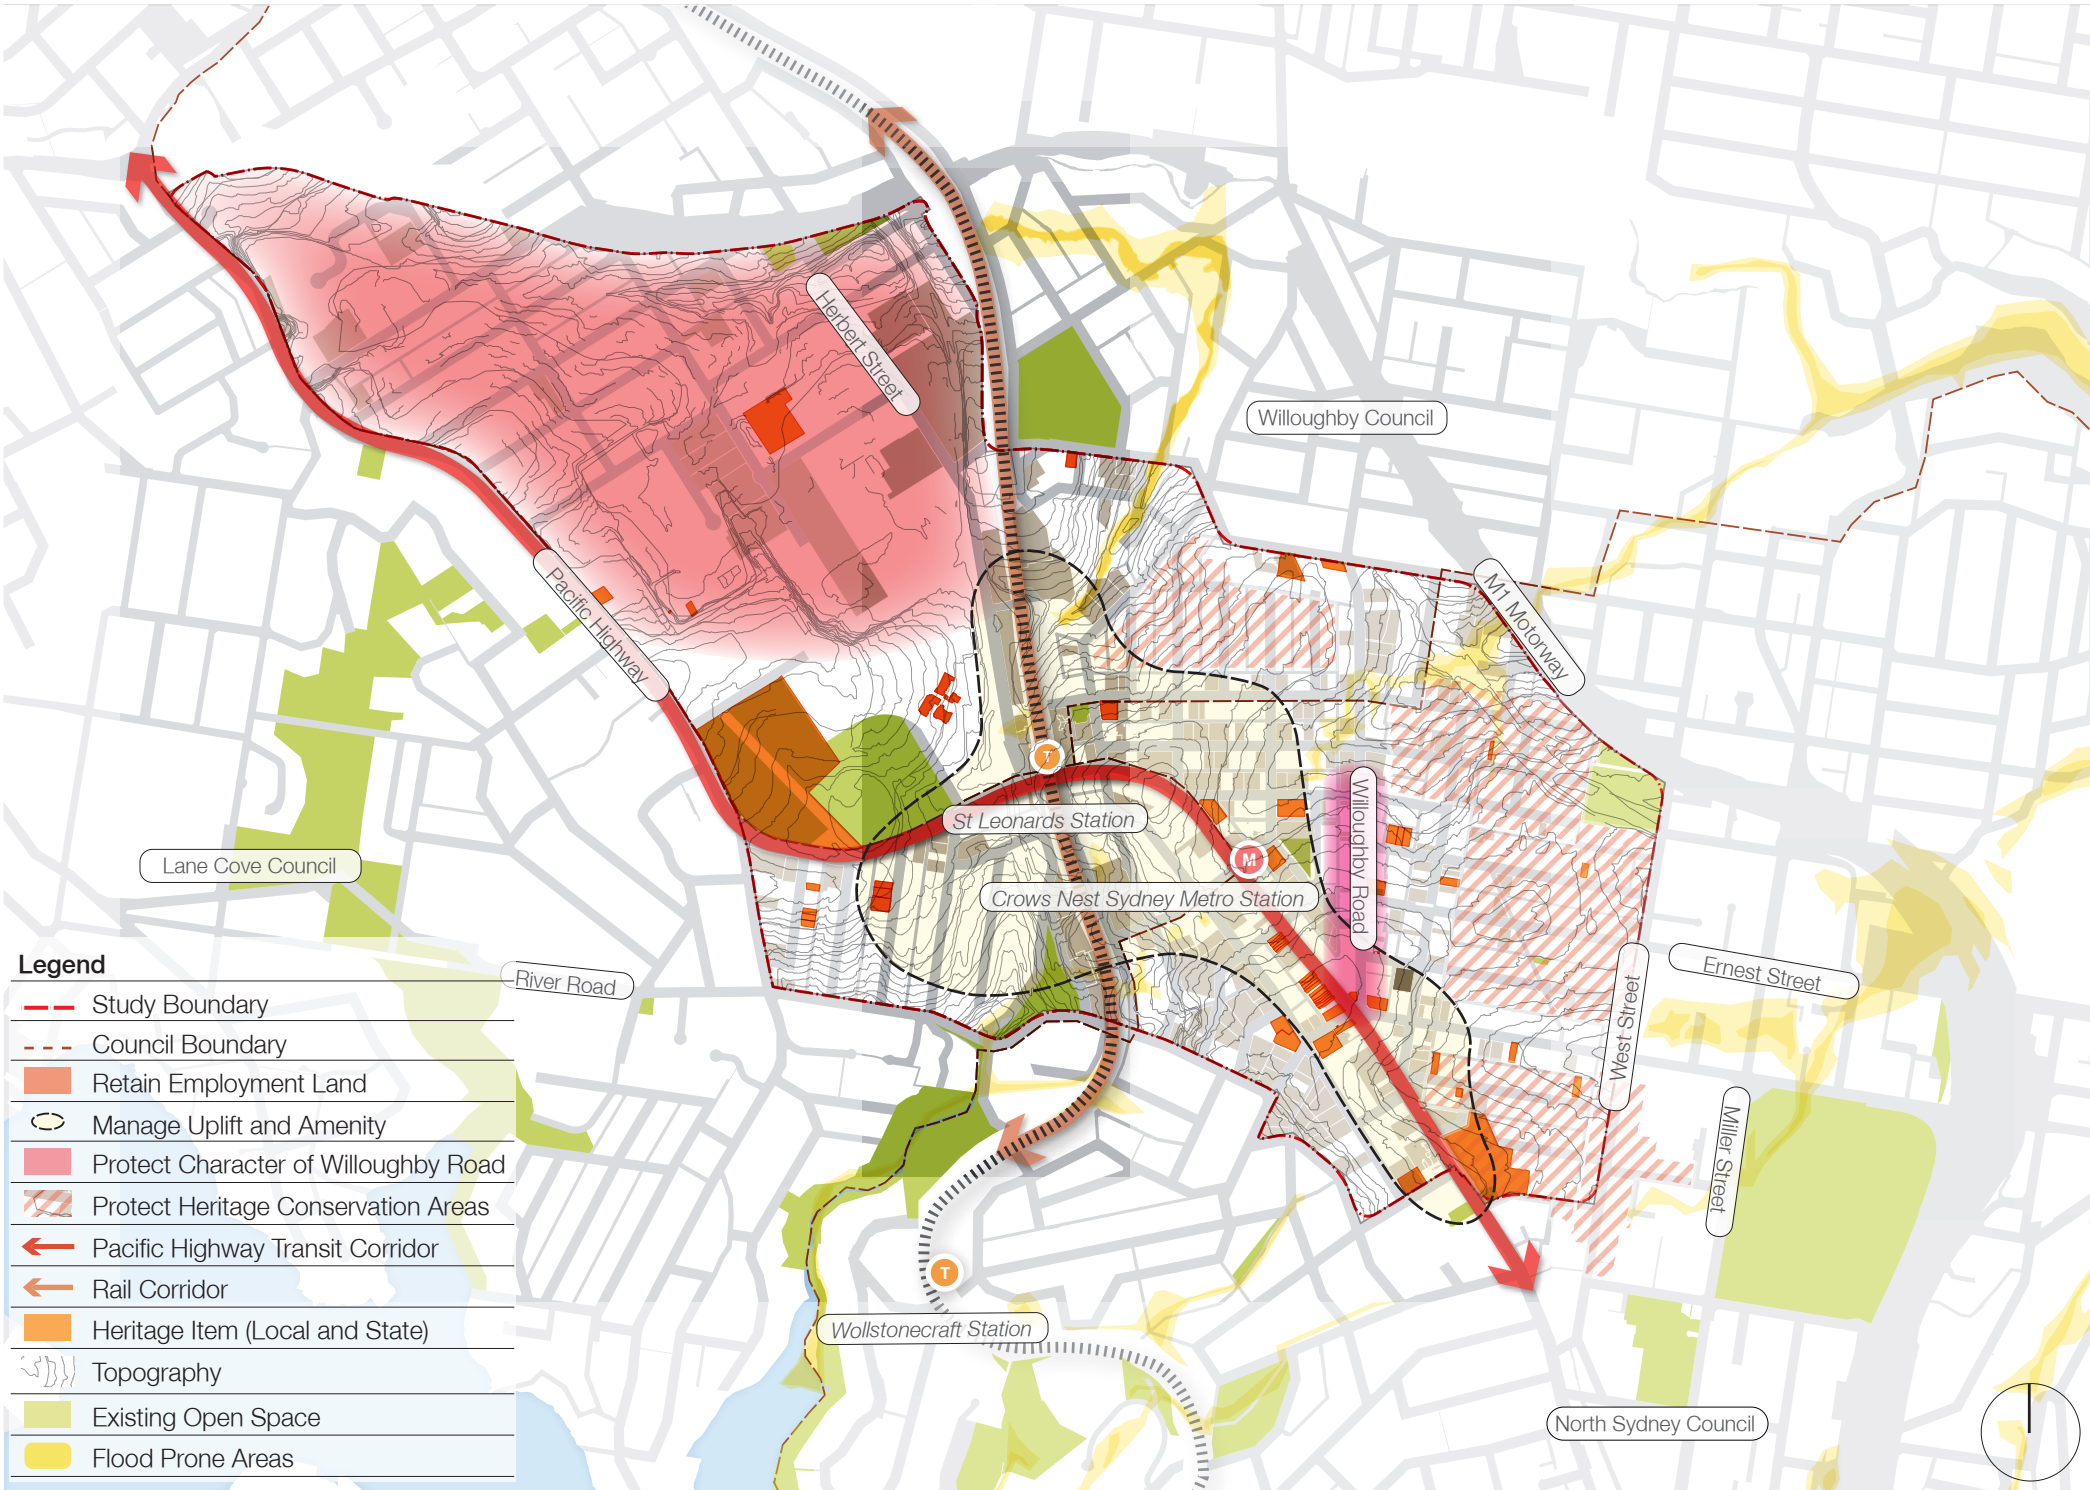 Herbert Street
Willoughby Council
Pacific Highway
M1 Motorway
T
St Leonards Station
Willoughby Road
M
Lane Cove Council
Crows Nest Sydney Metro Station
River Road
West Street
Ernest Street
Miller Street
T
Wollstonecraft Station
North Sydney Council
Legend
Study Boundary
Council Boundary
Retain Employment Land
Manage Uplift and Amenity
Protect Character of Willoughby Road
Protect Heritage Conservation Areas
Pacific Highway Transit Corridor
Rail Corridor
Heritage Item (Local and State)
Topography
Existing Open Space
Flood Prone Areas